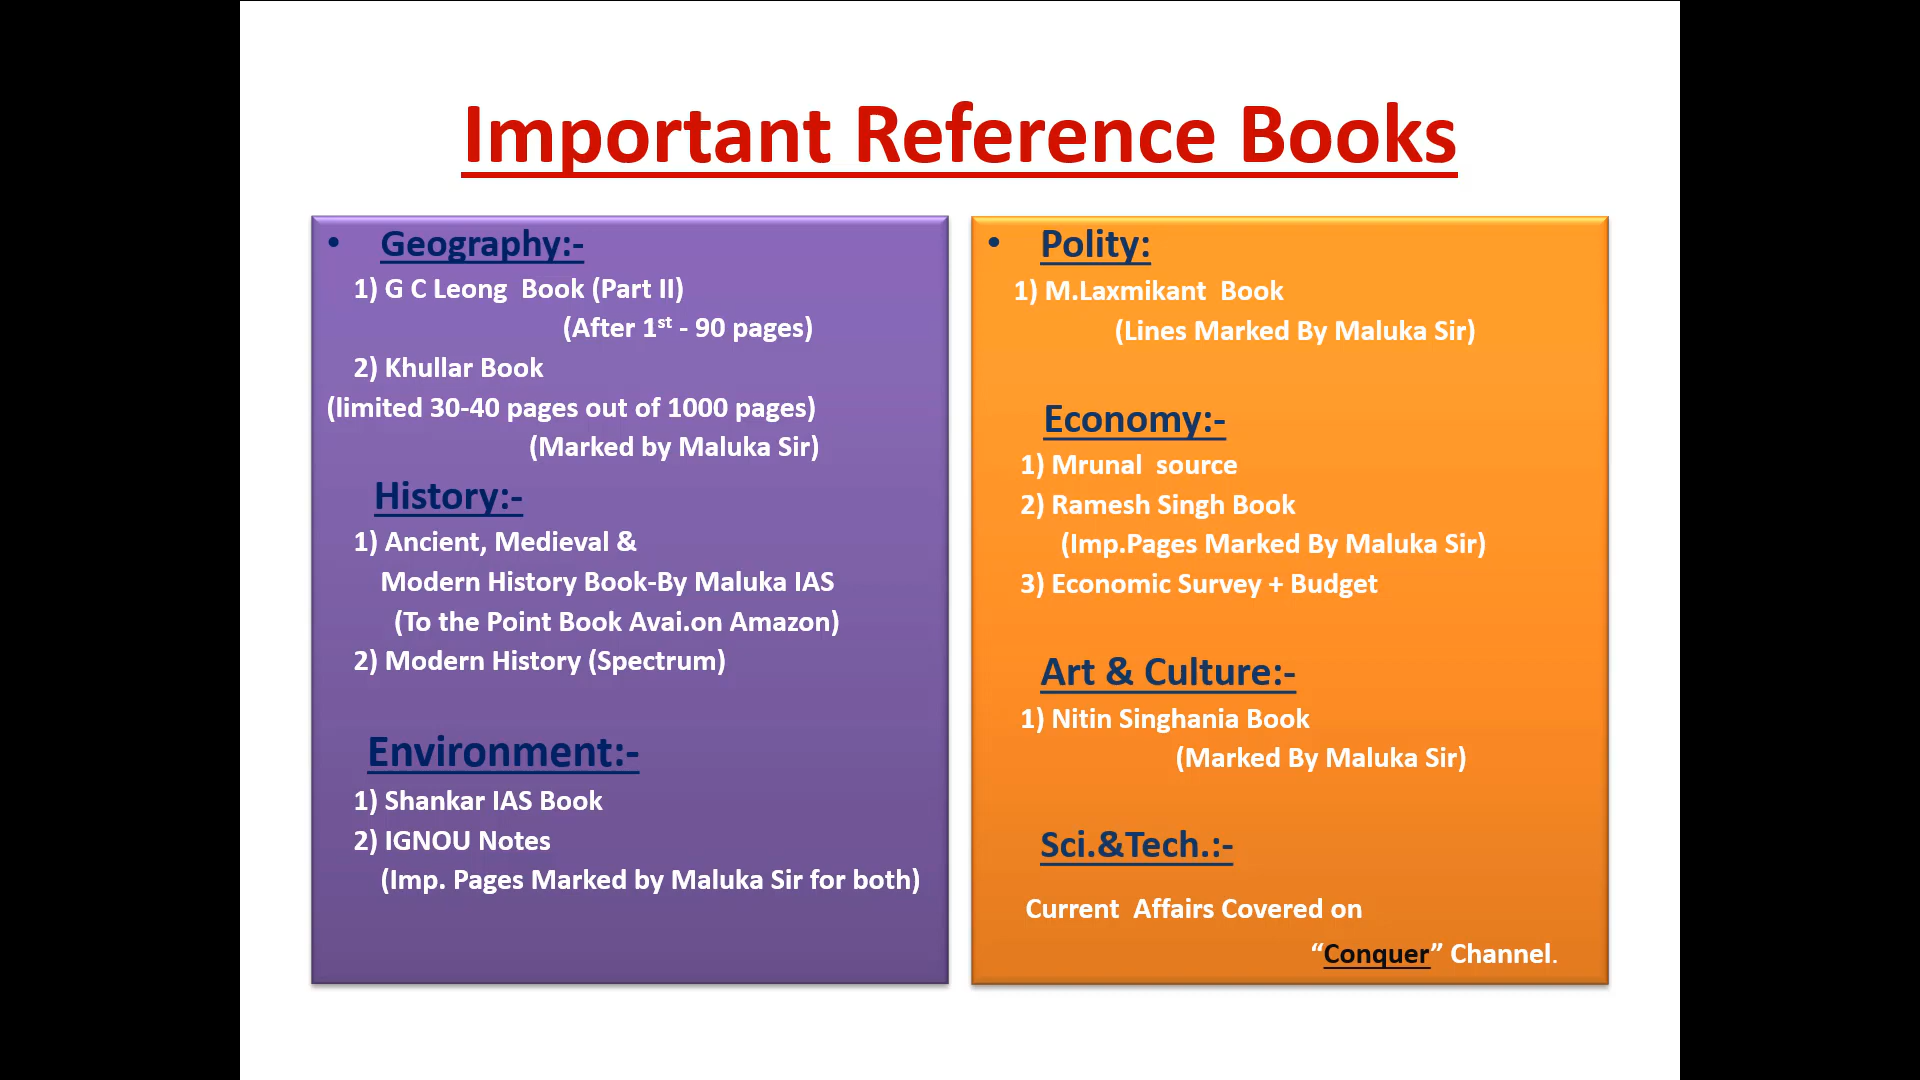 Important Reference Books
• Geography:-
1) G C Leong Book (Part II)
(After 1st - 90 pages)
2) Khullar Book
(limited 30-40 pages out of 1000 pages)
(Marked by Maluka Sir)
History:-
1) Ancient, Medieval &
Modern History Book-By Maluka IAS
(To the Point Book Avai.on Amazon)
2) Modern History (Spectrum)
Environment:-
1) Shankar IAS Book
2) IGNOU Notes
(Imp. Pages Marked by Maluka Sir for both)
• Polity:
1) M.Laxmikant Book
(Lines Marked By Maluka Sir)
Economy:-
1) Mrunal source
2) Ramesh Singh Book
(Imp.Pages Marked By Maluka Sir)
3) Economic Survey + Budget
Art & Culture:-
1) Nitin Singhania Book
(Marked By Maluka Sir)
Sci.&Tech.:-
Current Affairs Covered on
“Conquer” Channel.